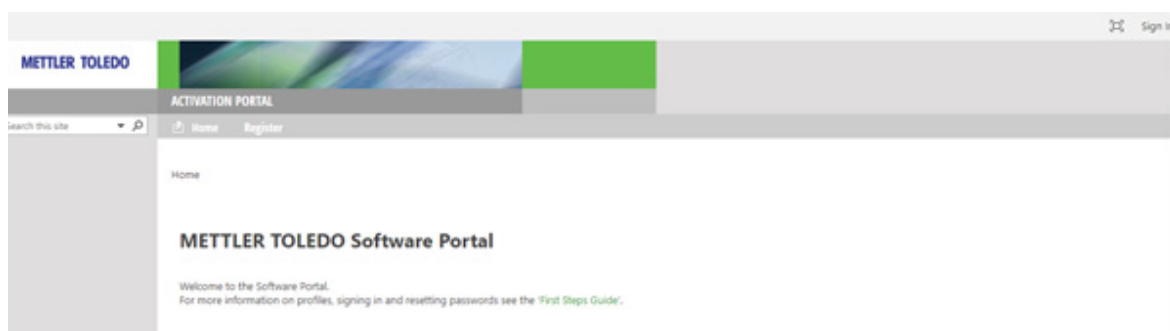 Sign In
METTLER TOLEDO
ACTIVATION PORTAL
Search this site
Home Register
Home
METTLER TOLEDO Software Portal
Welcome to the Software Portal.
For more information on profiles, signing in and resetting passwords see the 'First Steps Guide'.